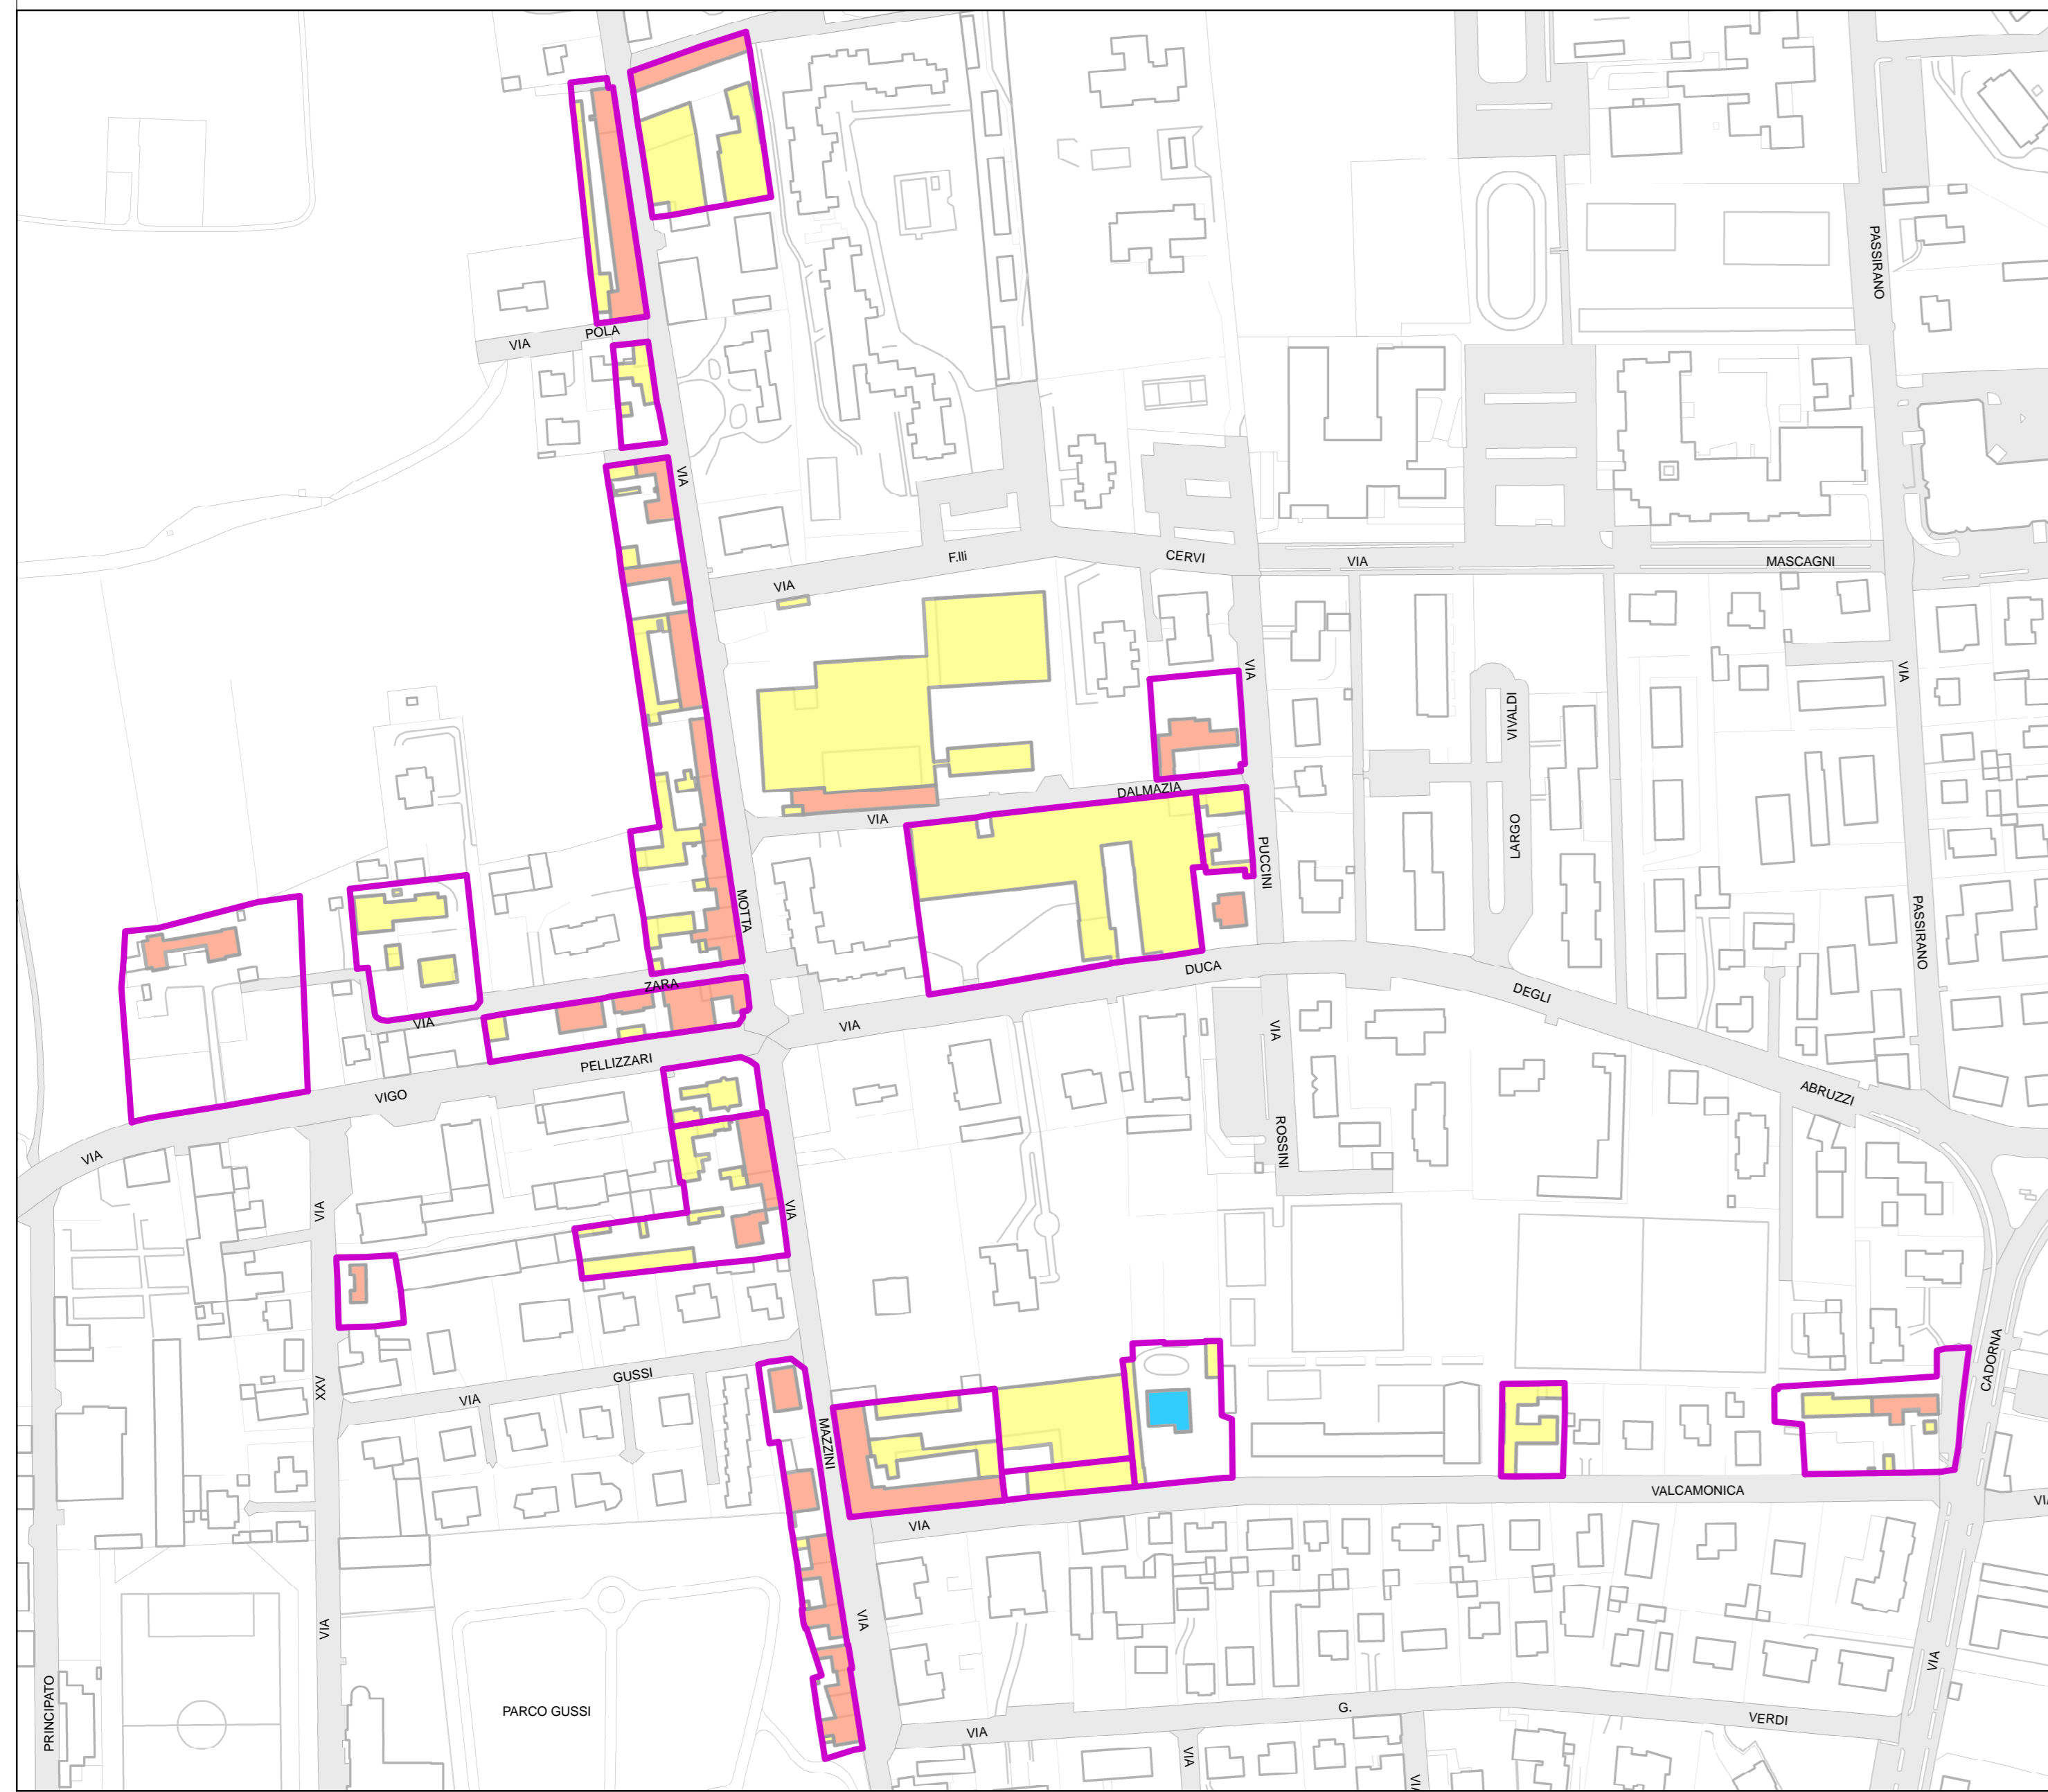 PASSIRANO
POLA
VIA
VIA
F.lli
CERVI
VIA
MASCAGNI
VIA
VIA
VIA
VIVALDI
VIA
DALMAZIA
VIA
LARGO
PUCCINI
MOTTA
PASSIRANO
ZARA
DUCA
DEGLI
VIA
VIA
VIA
PELLIZZARI
VIGO
ABRUZZI
ROSSINI
VIA
VIA
VIA
GUSSI
VIA
XXV
CADORNA
MAZZINI
VALCAMONICA
VIA
VI
VIA
VIA
VIA
PRINCIPATO
PARCO GUSSI
G.
VERDI
VIA
VIA
VIA